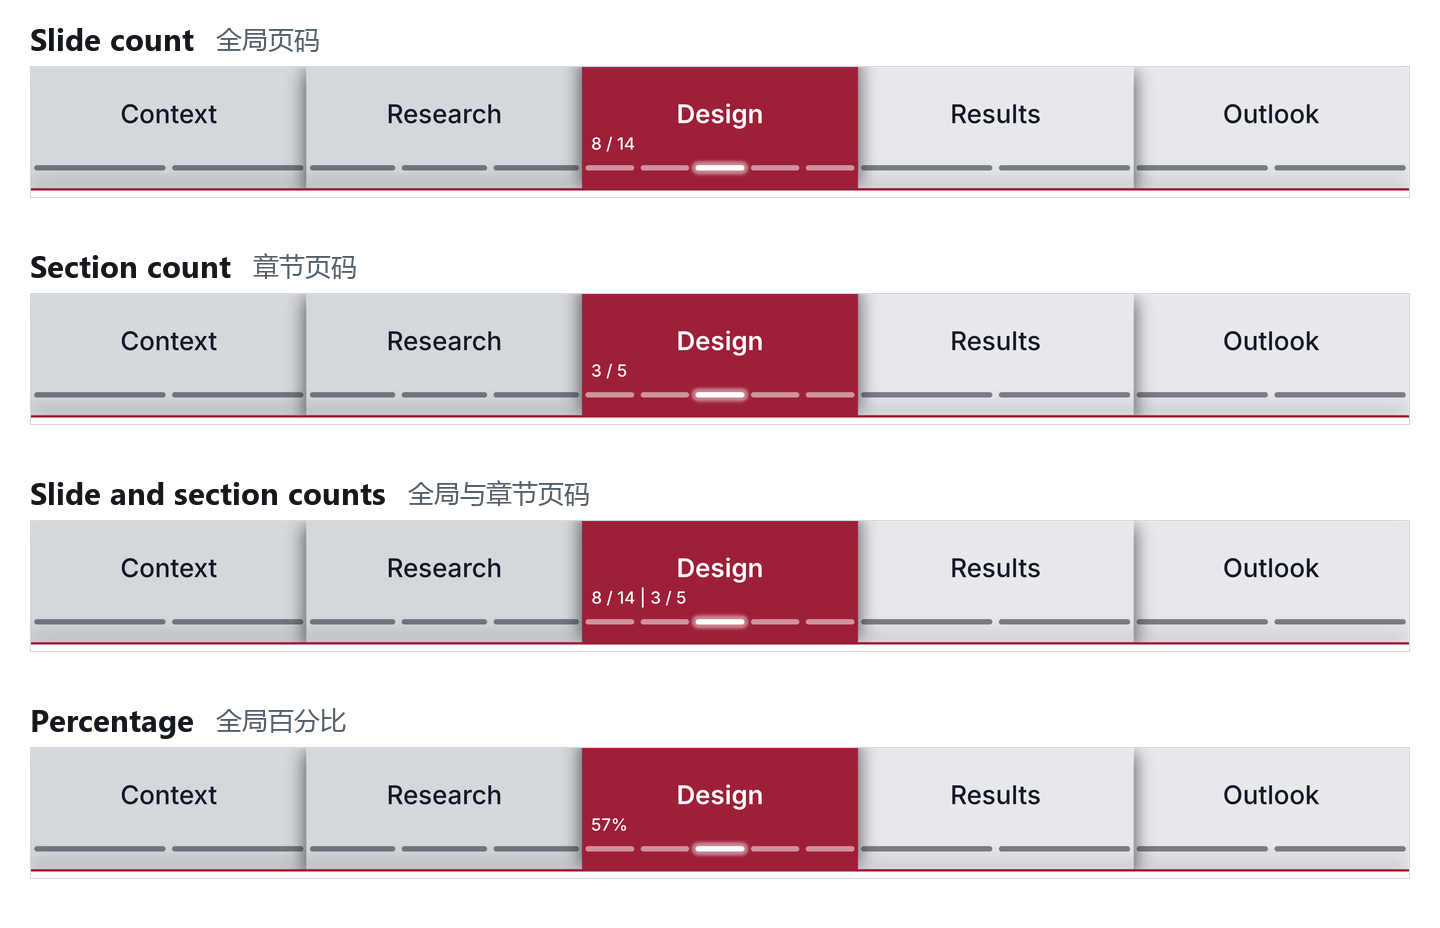 Slide count 全局页码
Context Research Design Results Outlook
8 / 14
Section count 章节页码
Context Research Design Results Outlook
3 / 5
Slide and section counts 全局与章节页码
Context Research Design Results Outlook
8 / 14 | 3 / 5
Percentage 全局百分比
Context Research Design Results Outlook
57%